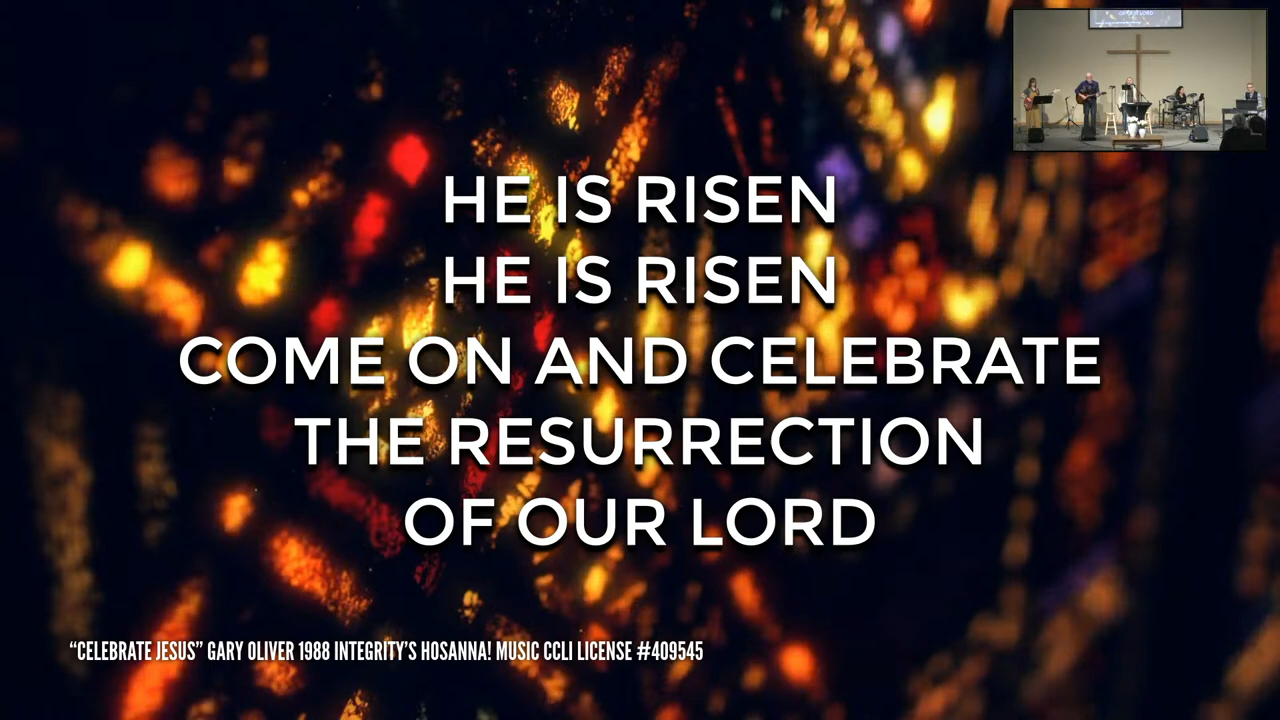 HE IS RISEN
HE IS RISEN
COME ON AND CELEBRATE
THE RESURRECTION
OF OUR LORD
“CELEBRATE JESUS” GARY OLIVER 1988 INTEGRITY’S HOSANNA! MUSIC CCLI LICENSE #409545